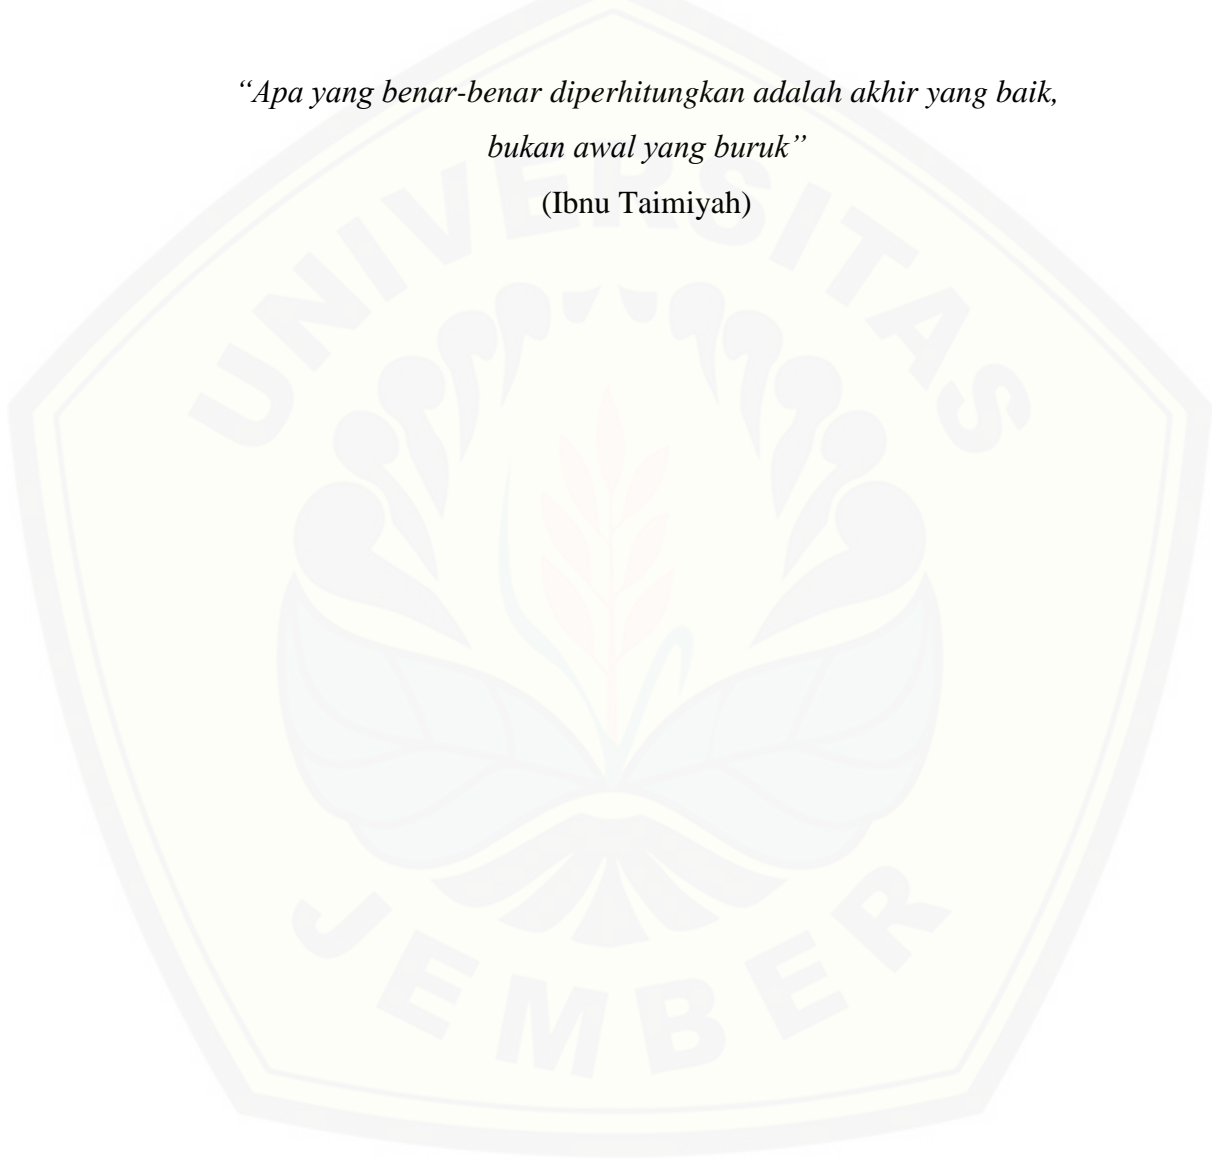 “Apa yang benar-benar diperhitungkan adalah akhir yang baik,
bukan awal yang buruk”
(Ibnu Taimiyah)
UNIVERSITAS
JEMBER